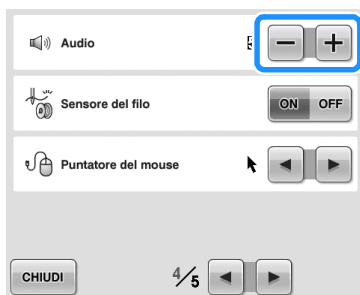 Audio
Sensore del filo
ON OFF
Puntatore del mouse
CHIUDI
4/5